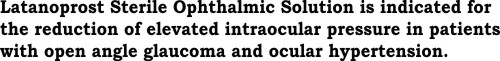 Latanoprost Sterile Ophthalmic Solution is indicated for
the reduction of elevated intraocular pressure in patients
with open angle glaucoma and ocular hypertension.